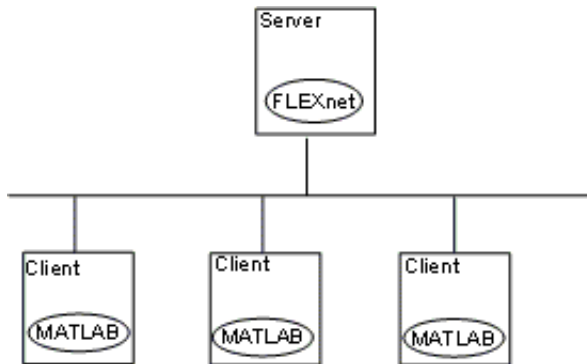 Server
FLEXnet
Client
MATLAB
Client
MATLAB
Client
MATLAB